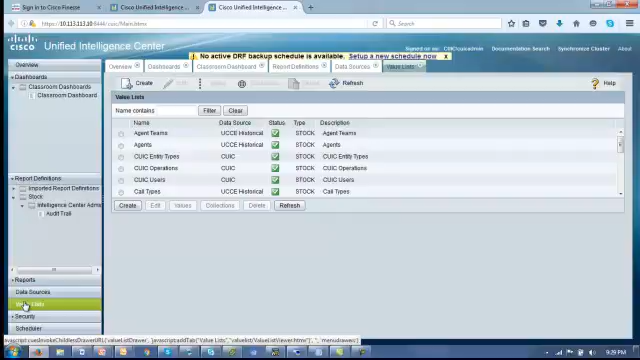 Sign in to Cisco Finesse
Cisco Unified Intelligence
Cisco Unified Intelligence
https://10.113.113.10:8444/cuic/Main.htmx
Search
CISCO
Unified Intelligence Center
Documentation Search
Synchronize Cluster
About
No active DRF backup schedule is available. Setup a new schedule now x
Overview
Dashboards
Classroom Dashboard
Report Definitions
Data Sources
Value Lists
Overview
Dashboards
Classroom Dashboards
Classroom Dashboard
Report Definitions
Imported Report Definitions
Stock
Intelligence Center Admi
Audit Trail
Reports
Data Sources
Security
Scheduler
Create
Refresh
Help
Value Lists
Name contains
Filter
Clear
Name Data Source Status Type Description
Agent Teams UCCE Historical STOCK Agent Teams
Agents UCCE Historical STOCK Agents
CUIC Entity Types CUIC STOCK CUIC Entity Types
CUIC Operations CUIC STOCK CUIC Operations
CUIC Users CUIC STOCK CUIC Users
Call Types UCCE Historical STOCK Call Types
Create Edit Values Collections Delete Refresh
9:29 PM